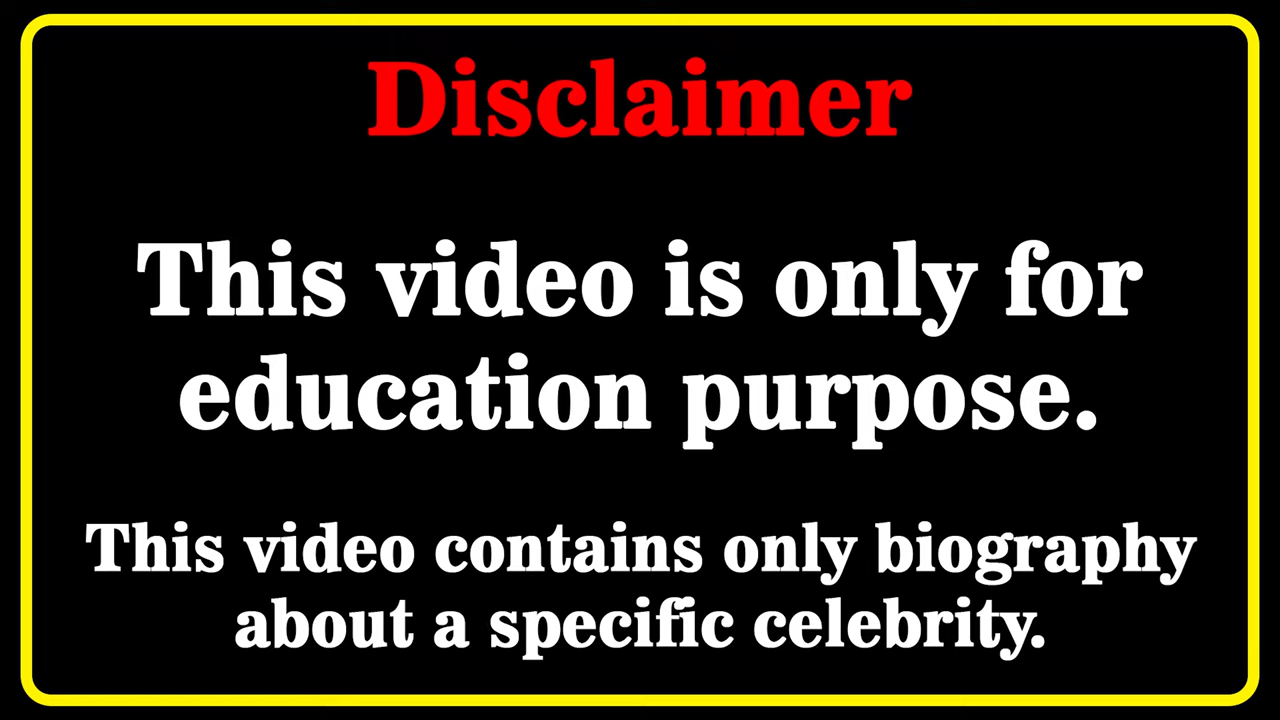 Disclaimer
This video is only for
education purpose.
This video contains only biography
about a specific celebrity.